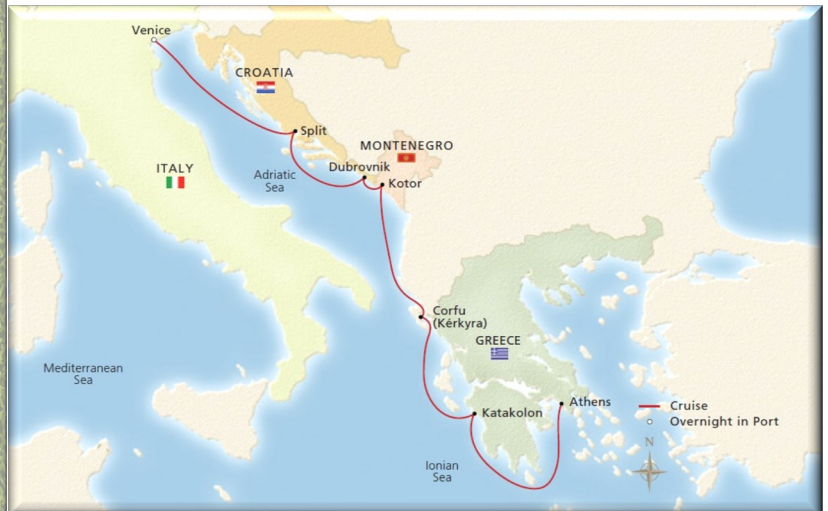 Venice
CROATIA
Split
MONTENEGRO
Dubrovnik
ITALY
Adriatic
Sea
Kotor
Corfu
(Kérkyra)
GREECE
Mediterranean
Sea
Athens
Cruise
Katakolon
Overnight in Port
N
Ionian
Sea